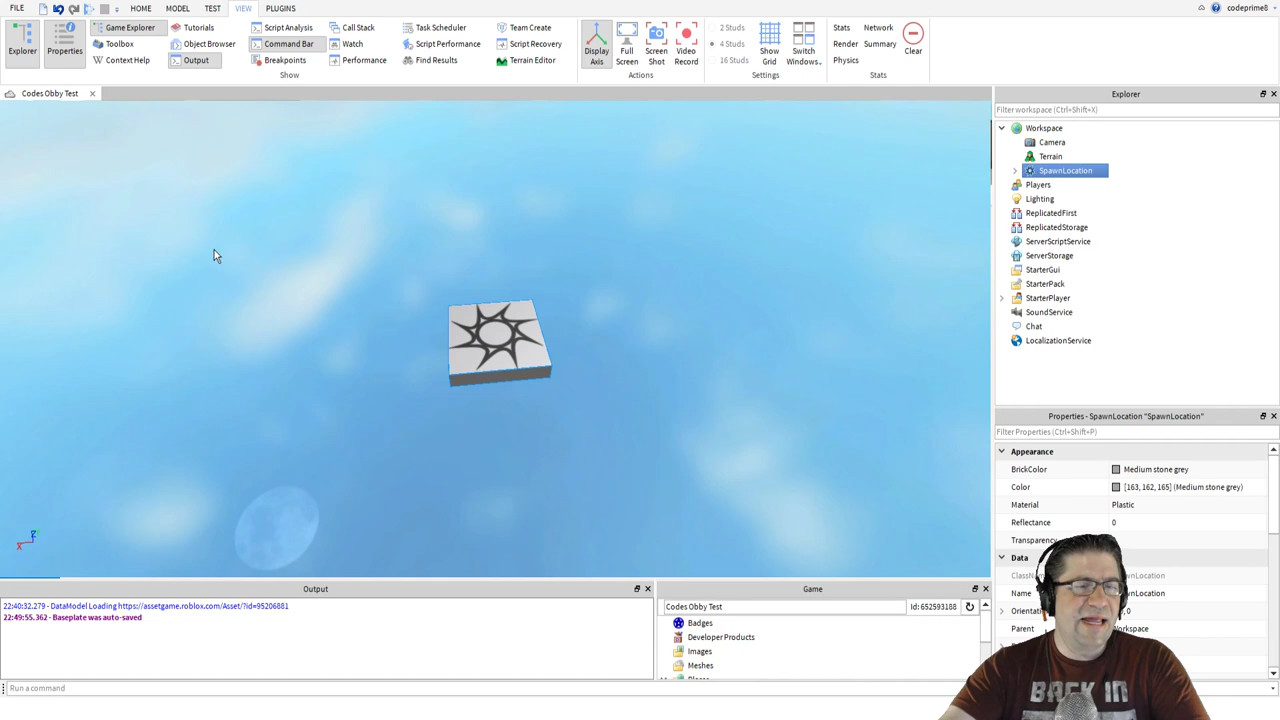 FILE HOME MODEL TEST VIEW PLUGINS codeprime8
Explorer Properties
Game Explorer Tutorials Script Analysis Call Stack Task Scheduler Team Create
Toolbox Object Browser Command Bar Watch Script Performance Script Recovery
Context Help Output Breakpoints Performance Find Results Terrain Editor
Show
Display Axis Full Screen Screen Shot Video Record
Actions
2 Studs
4 Studs
16 Studs
Show Grid Switch Windows...
Settings
Stats Network
Render Summary
Physics
Clear
Stats
Codes Obby Test
Explorer
Filter workspace (Ctrl+Shift+X)
Workspace
Camera
Terrain
SpawnLocation
Players
Lighting
ReplicatedFirst
ReplicatedStorage
ServerScriptService
ServerStorage
StarterGui
StarterPack
StarterPlayer
SoundService
Chat
LocalizationService
Properties - SpawnLocation "SpawnLocation"
Filter Properties (Ctrl+Shift+P)
Appearance
BrickColor Medium stone grey
Color [163, 162, 165] (Medium stone grey)
Material Plastic
Reflectance 0
Data
Name
Parent Workspace
X
Z
Output
22:40:32.279 - DataModel Loading https://assetgame.roblox.com/Asset/?id=95206881
22:49:55.362 - Baseplate was auto-saved
Game
Codes Obby Test Id: 652593188
Badges
Developer Products
Images
Meshes
Run a command
BACK IN